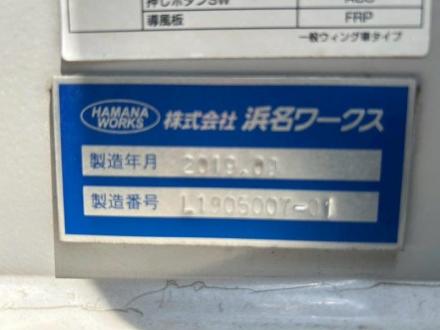 押しボタンSW
導風板 FRP
一般ウィング車タイプ
HAMANA WORKS 株式会社 浜名ワークス
製造年月 2019.09
製造番号 L1906007-01